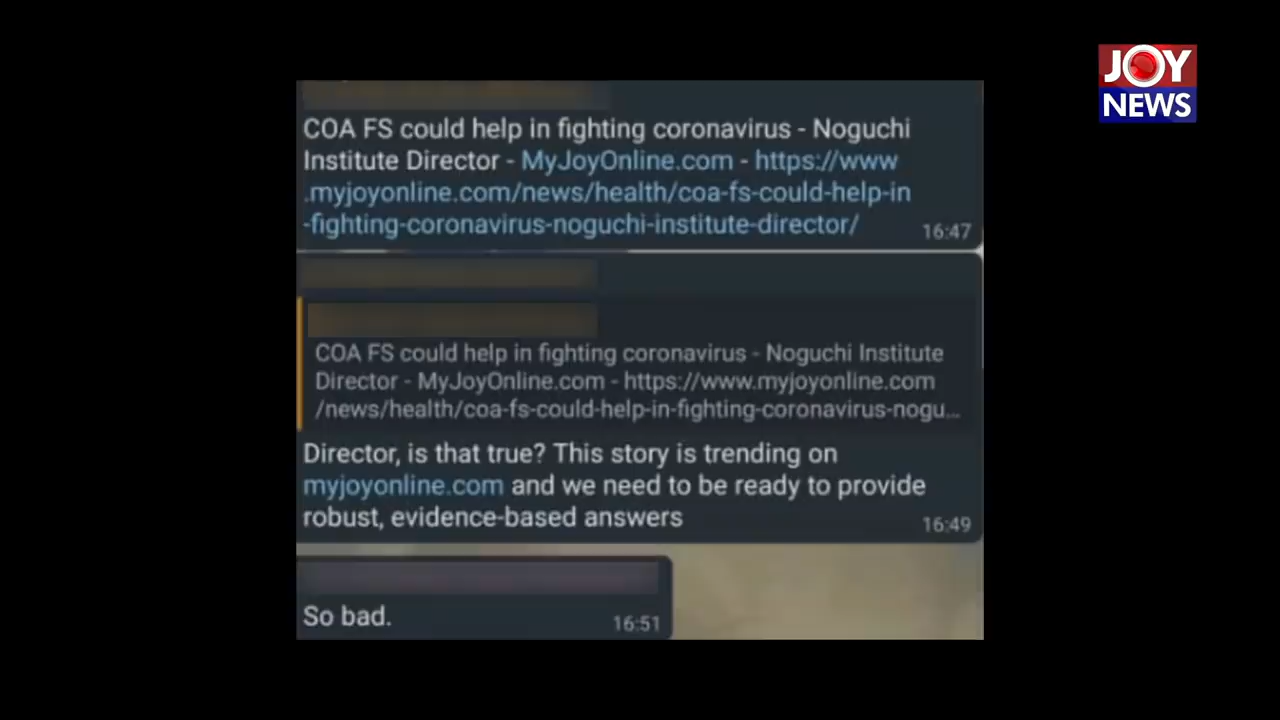 JOY
NEWS
COA FS could help in fighting coronavirus - Noguchi
Institute Director - MyJoyOnline.com - https://www
.myjoyonline.com/news/health/coa-fs-could-help-in
-fighting-coronavirus-noguchi-institute-director/
16:47
COA FS could help in fighting coronavirus - Noguchi Institute
Director - MyJoyOnline.com - https://www.myjoyonline.com
/news/health/coa-fs-could-help-in-fighting-coronavirus-nogu...
Director, is that true? This story is trending on
myjoyonline.com and we need to be ready to provide
robust, evidence-based answers
16:49
So bad.
16:51